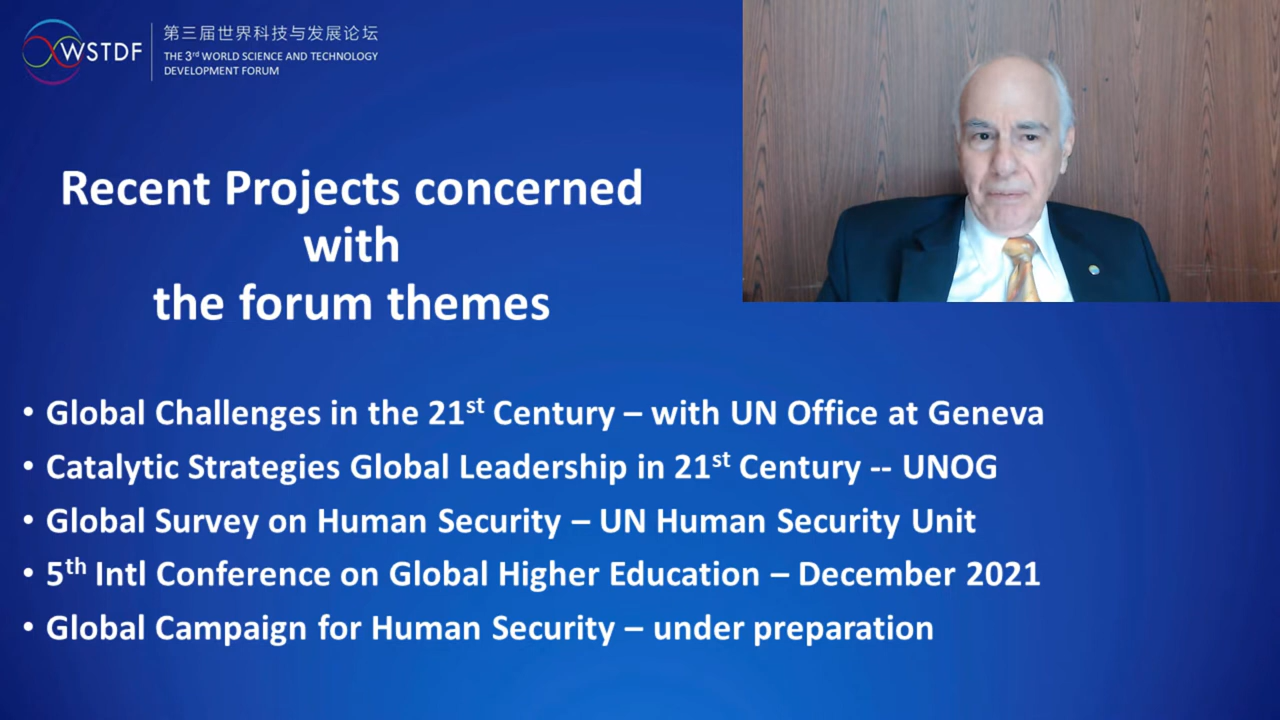 WSTDF
第三届世界科技与发展论坛
THE 3rd WORLD SCIENCE AND TECHNOLOGY
DEVELOPMENT FORUM
Recent Projects concerned
with
the forum themes
• Global Challenges in the 21st Century – with UN Office at Geneva
• Catalytic Strategies Global Leadership in 21st Century -- UNOG
• Global Survey on Human Security – UN Human Security Unit
• 5th Intl Conference on Global Higher Education – December 2021
• Global Campaign for Human Security – under preparation